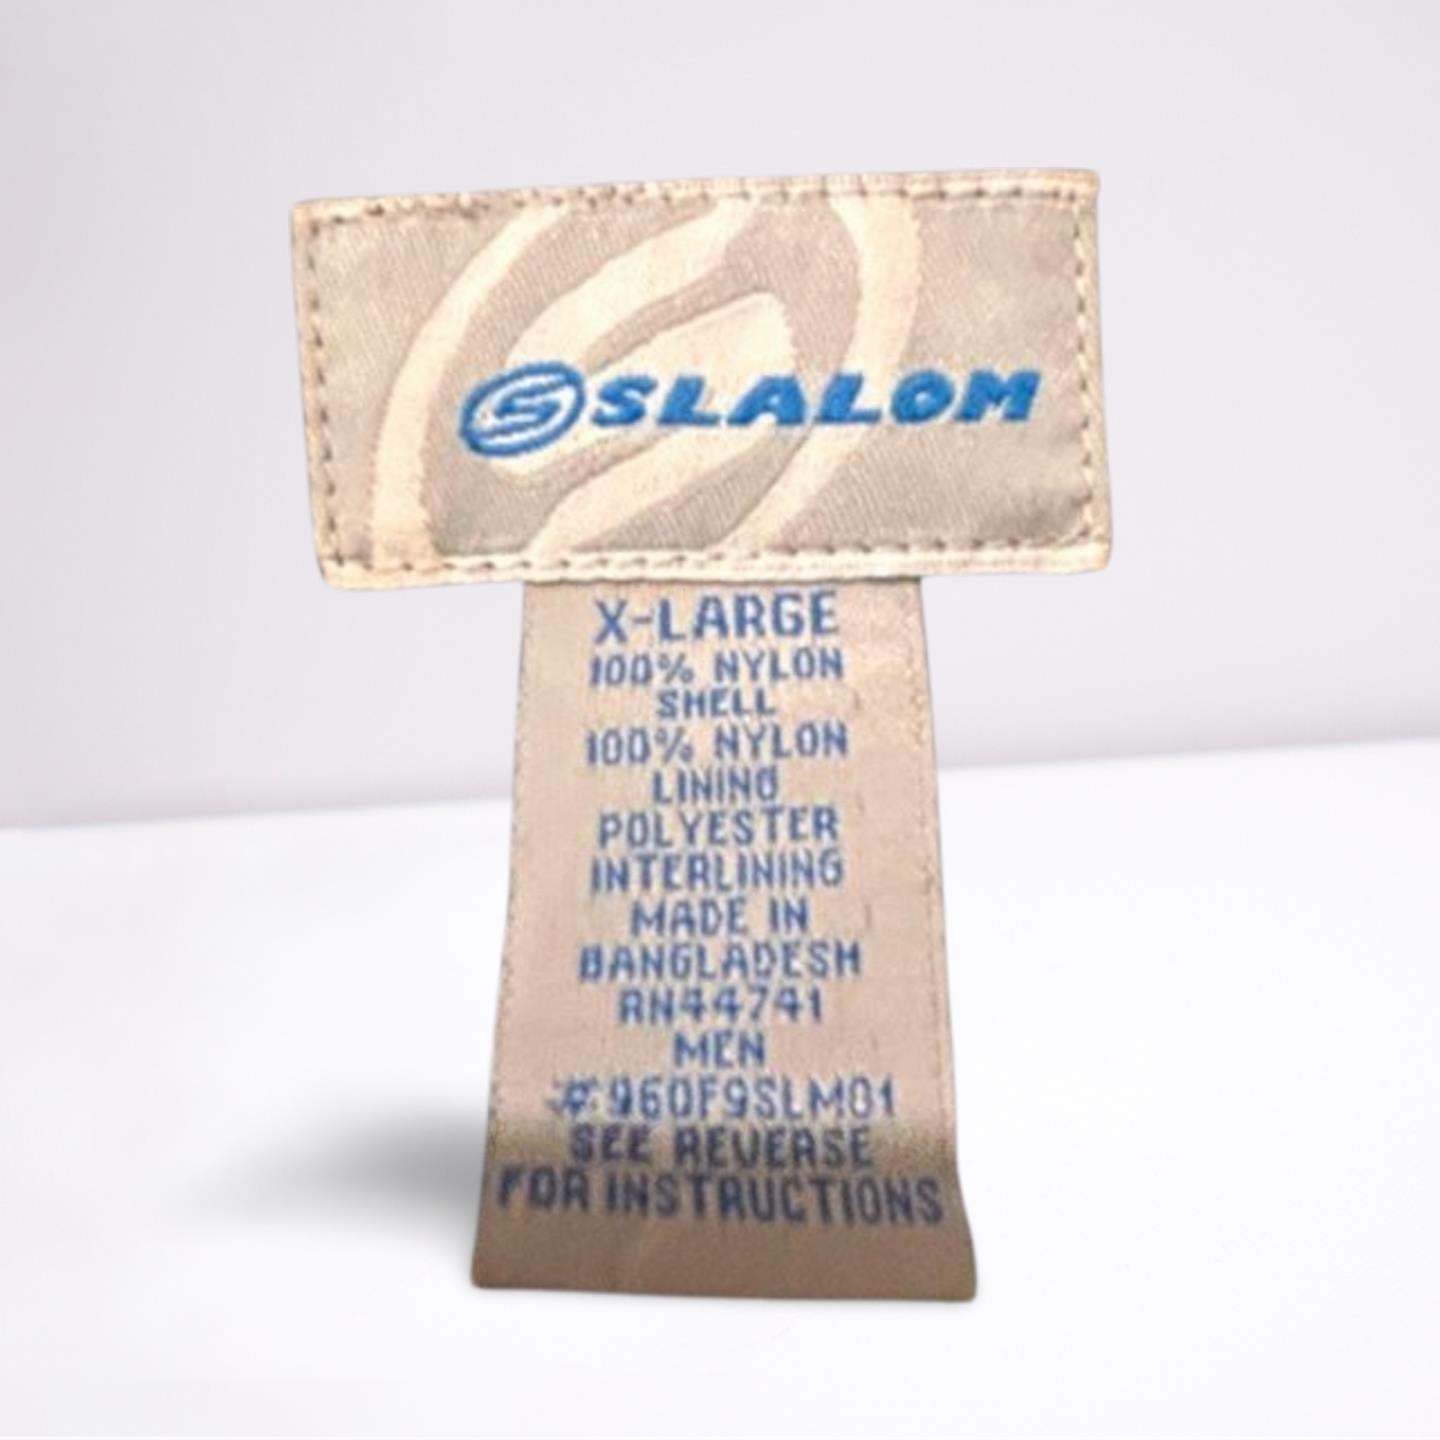 S SLALOM
X-LARGE
100% NYLON
SHELL
100% NYLON
LINING
POLYESTER
INTERLINING
MADE IN
BANGLADESH
RN44741
MEN
#960F9SLM01
SEE REVERSE
FOR INSTRUCTIONS